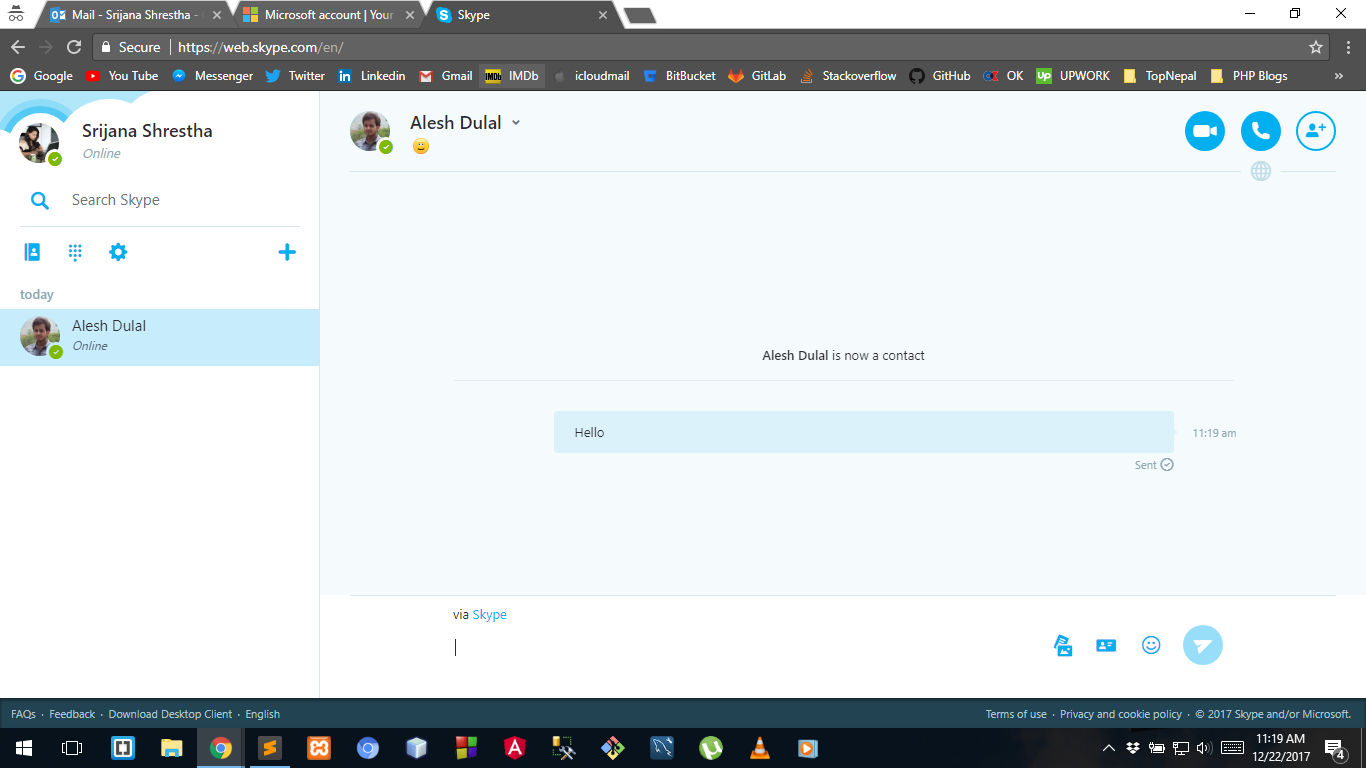 Mail - Srijana Shrestha -
Microsoft account | Your
Skype
Secure
https://web.skype.com/en/
Google
You Tube
Messenger
Twitter
Linkedin
Gmail
IMDb
IMDb
icloudmail
BitBucket
GitLab
Stackoverflow
GitHub
OK
up
UPWORK
TopNepal
PHP Blogs
»
Srijana Shrestha
Online
Search Skype
today
Alesh Dulal
Online
Alesh Dulal
Alesh Dulal is now a contact
Hello
11:19 am
Sent
via Skype
FAQs · Feedback · Download Desktop Client · English
Terms of use · Privacy and cookie policy · © 2017 Skype and/or Microsoft.
11:19 AM
12/22/2017
4